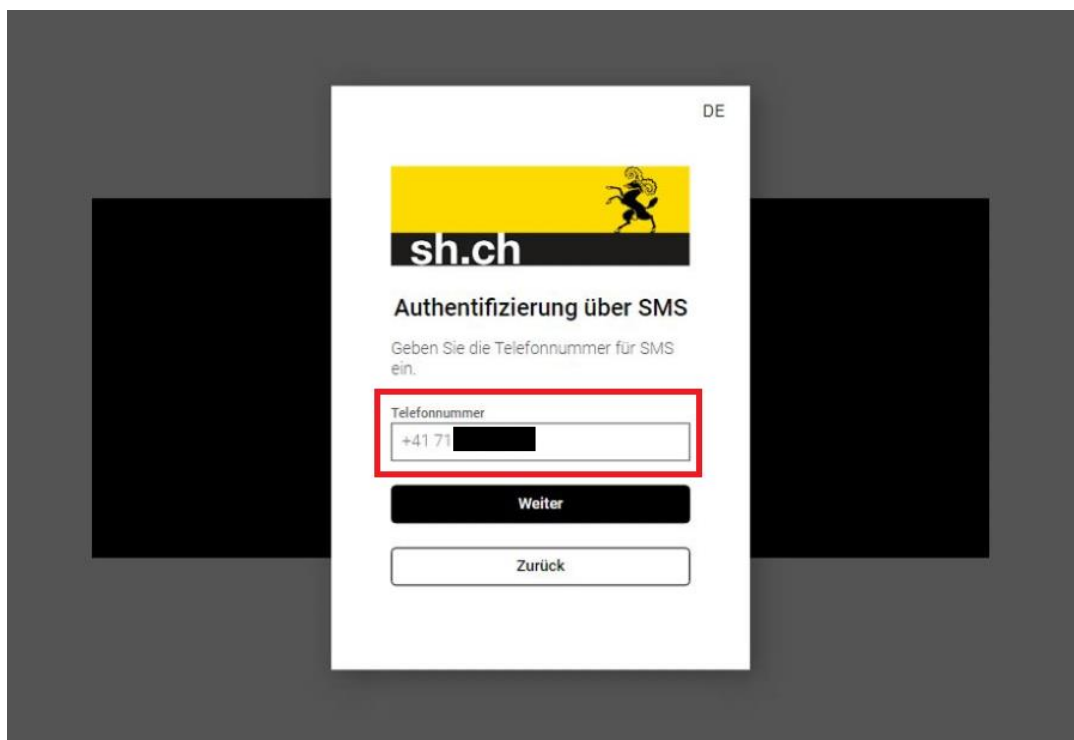 DE
sh.ch
Authentifizierung über SMS
Geben Sie die Telefonnummer für SMS
ein.
Telefonnummer
+41 71
Weiter
Zurück